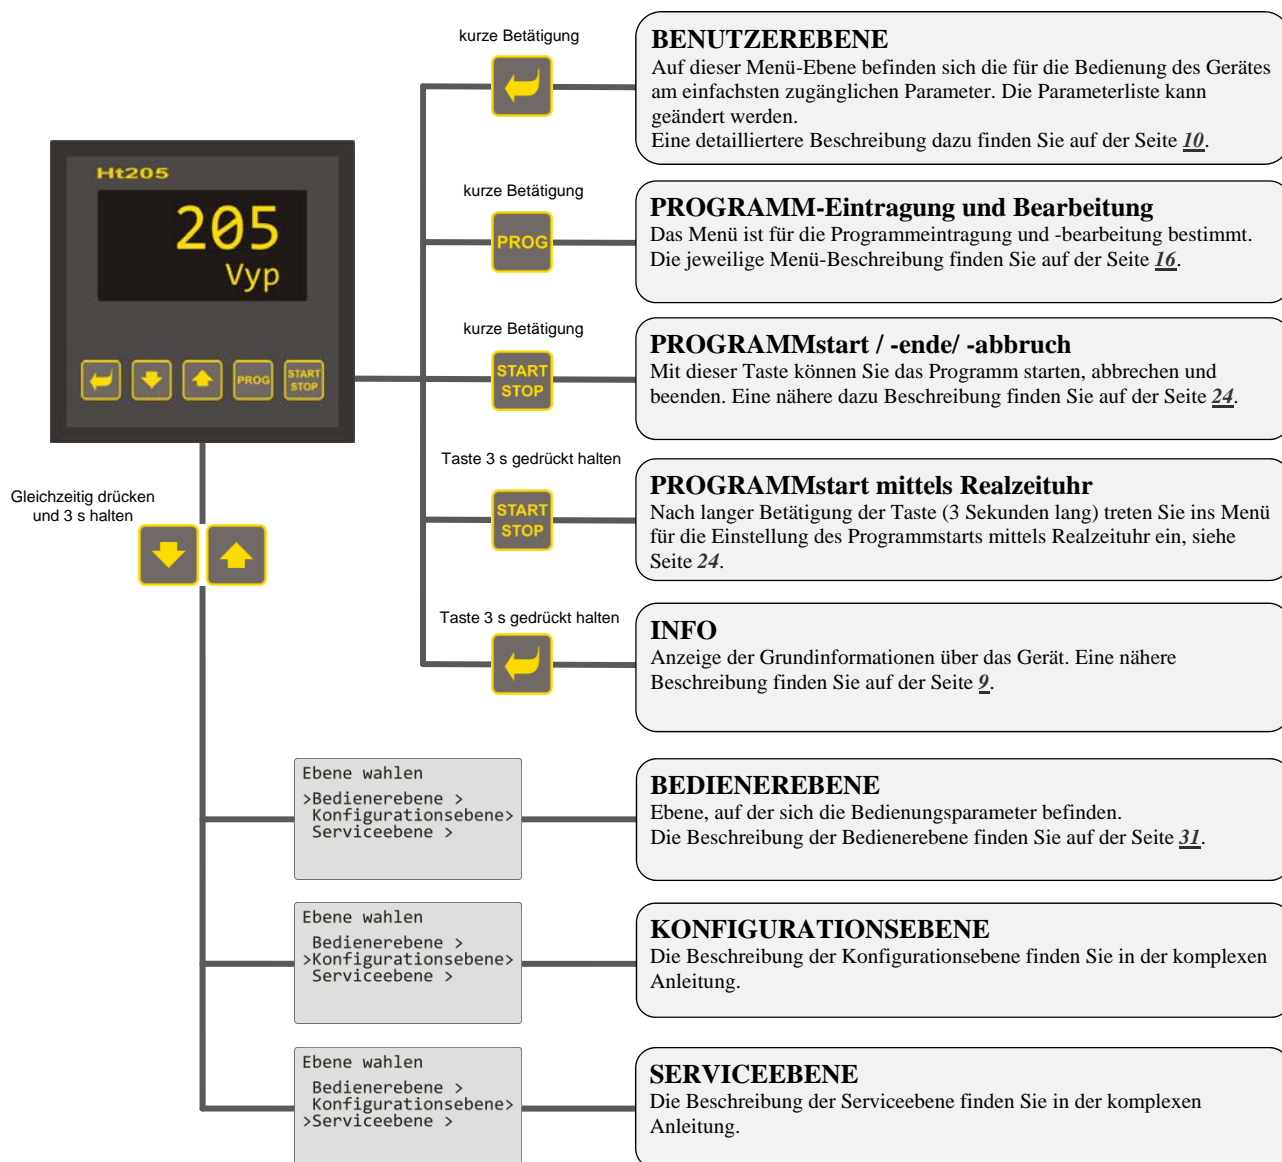 kurze Betätigung
BENUTZEREBENE
Auf dieser Menü-Ebene befinden sich die für die Bedienung des Gerätes
am einfachsten zugänglichen Parameter. Die Parameterliste kann
geändert werden.
Eine detailliertere Beschreibung dazu finden Sie auf der Seite 10.
Ht205
205
Vyp
PROG
START
STOP
kurze Betätigung
PROG
PROGRAMM-Eintragung und Bearbeitung
Das Menü ist für die Programmeintragung und -bearbeitung bestimmt.
Die jeweilige Menü-Beschreibung finden Sie auf der Seite 16.
kurze Betätigung
START
STOP
PROGRAMMstart / -ende/ -abbruch
Mit dieser Taste können Sie das Programm starten, abbrechen und
beenden. Eine nähere dazu Beschreibung finden Sie auf der Seite 24.
Taste 3 s gedrückt halten
START
STOP
PROGRAMMstart mittels Realzeituhr
Nach langer Betätigung der Taste (3 Sekunden lang) treten Sie ins Menü
für die Einstellung des Programmstarts mittels Realzeituhr ein, siehe
Seite 24.
Gleichzeitig drücken
und 3 s halten
Taste 3 s gedrückt halten
INFO
Anzeige der Grundinformationen über das Gerät. Eine nähere
Beschreibung finden Sie auf der Seite 9.
Ebene wahlen
>Bedienerebene >
Konfigurationsebene>
Serviceebene >
BEDIENEREBENE
Ebene, auf der sich die Bedienungsparameter befinden.
Die Beschreibung der Bedienerebene finden Sie auf der Seite 31.
Ebene wahlen
Bedienerebene >
>Konfigurationsebene>
Serviceebene >
KONFIGURATIONSEBENE
Die Beschreibung der Konfigurationsebene finden Sie in der komplexen
Anleitung.
Ebene wahlen
Bedienerebene >
Konfigurationsebene>
>Serviceebene >
SERVICEEBENE
Die Beschreibung der Serviceebene finden Sie in der komplexen
Anleitung.